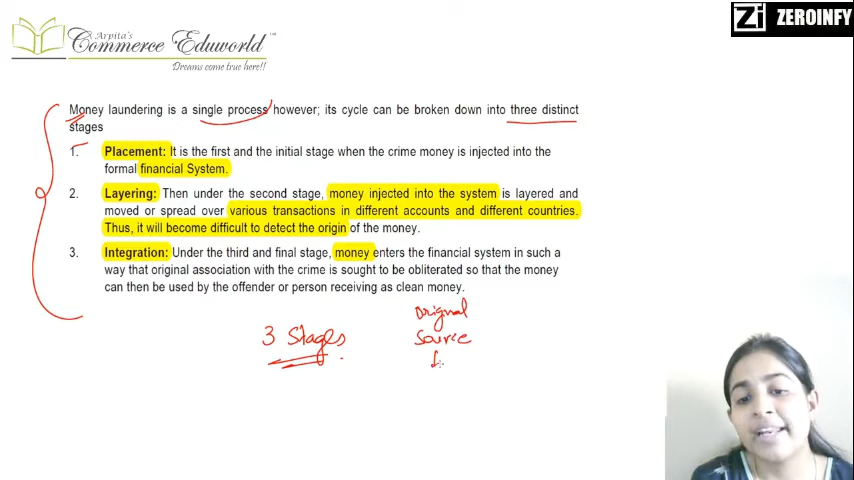 Zi ZEROINFY
Arpita's
Commerce Eduworld™
Dreams come true here!!
Money laundering is a single process however; its cycle can be broken down into three distinct
stages
1. Placement: It is the first and the initial stage when the crime money is injected into the
formal financial System.
2. Layering: Then under the second stage, money injected into the system is layered and
moved or spread over various transactions in different accounts and different countries.
Thus, it will become difficult to detect the origin of the money.
3. Integration: Under the third and final stage, money enters the financial system in such a
way that original association with the crime is sought to be obliterated so that the money
can then be used by the offender or person receiving as clean money.
Original
3 Stages Source